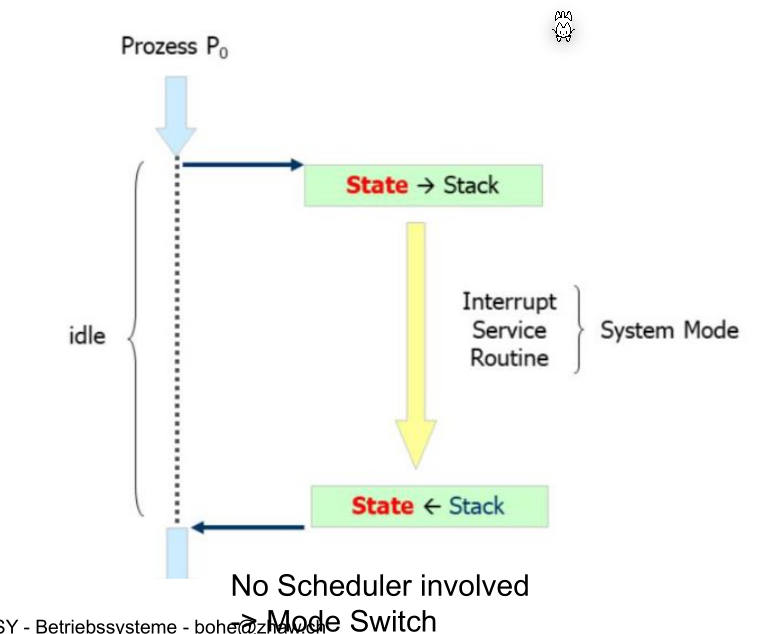 Prozess P₀
State → Stack
Interrupt
Service
Routine
System Mode
idle
State ← Stack
No Scheduler involved
-> Mode Switch
SY - Betriebssysteme - bohe@zhaw.ch